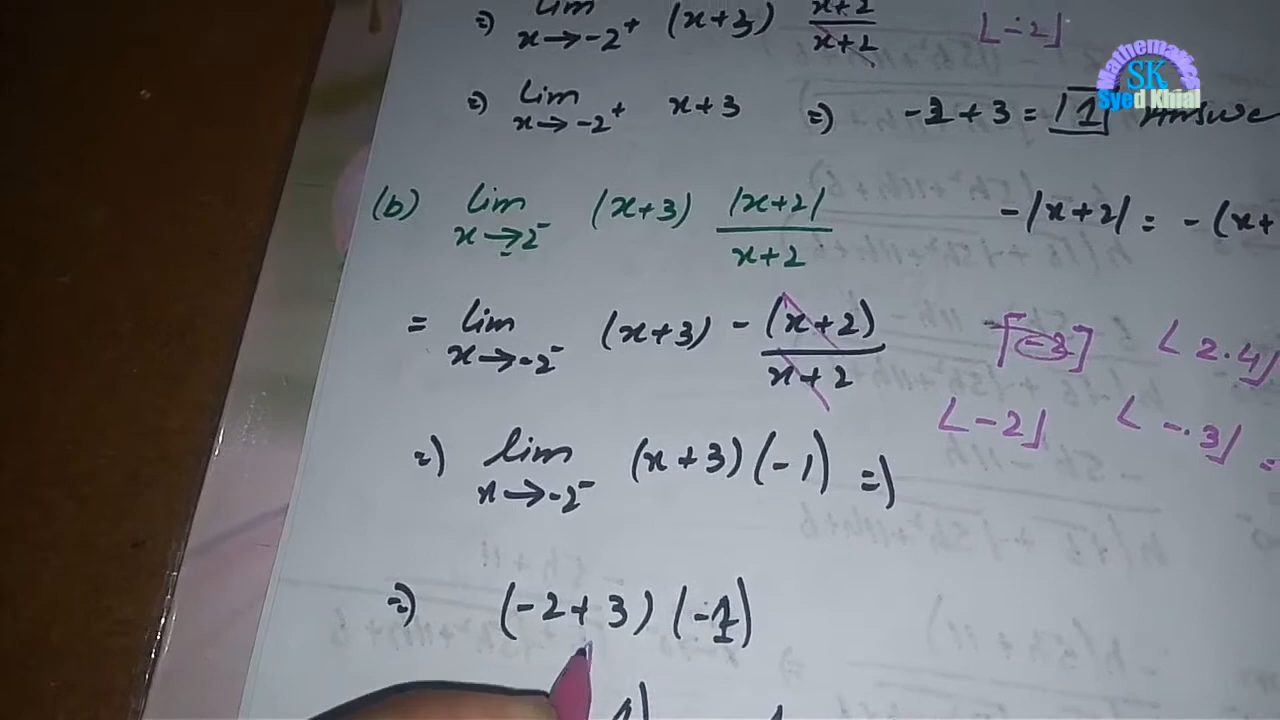 =) lim x→-2⁺ (x+3) x+2/x+2 ⌊-2⌋
Mathematics SK Syed Khial
=) lim x→-2⁺ x+3 =) -2+3 = 1 Answe
(b) lim x→-2⁻ (x+3) |x+2|/x+2 -|x+2| = -(x+
= lim x→-2⁻ (x+3) -(x+2)/x+2 ⌈-3⌉ ⌊2.4⌋
⌊-2⌋ ⌊-.3⌋ =
=) lim x→-2⁻ (x+3)(-1) =)
=) (-2+3)(-1)